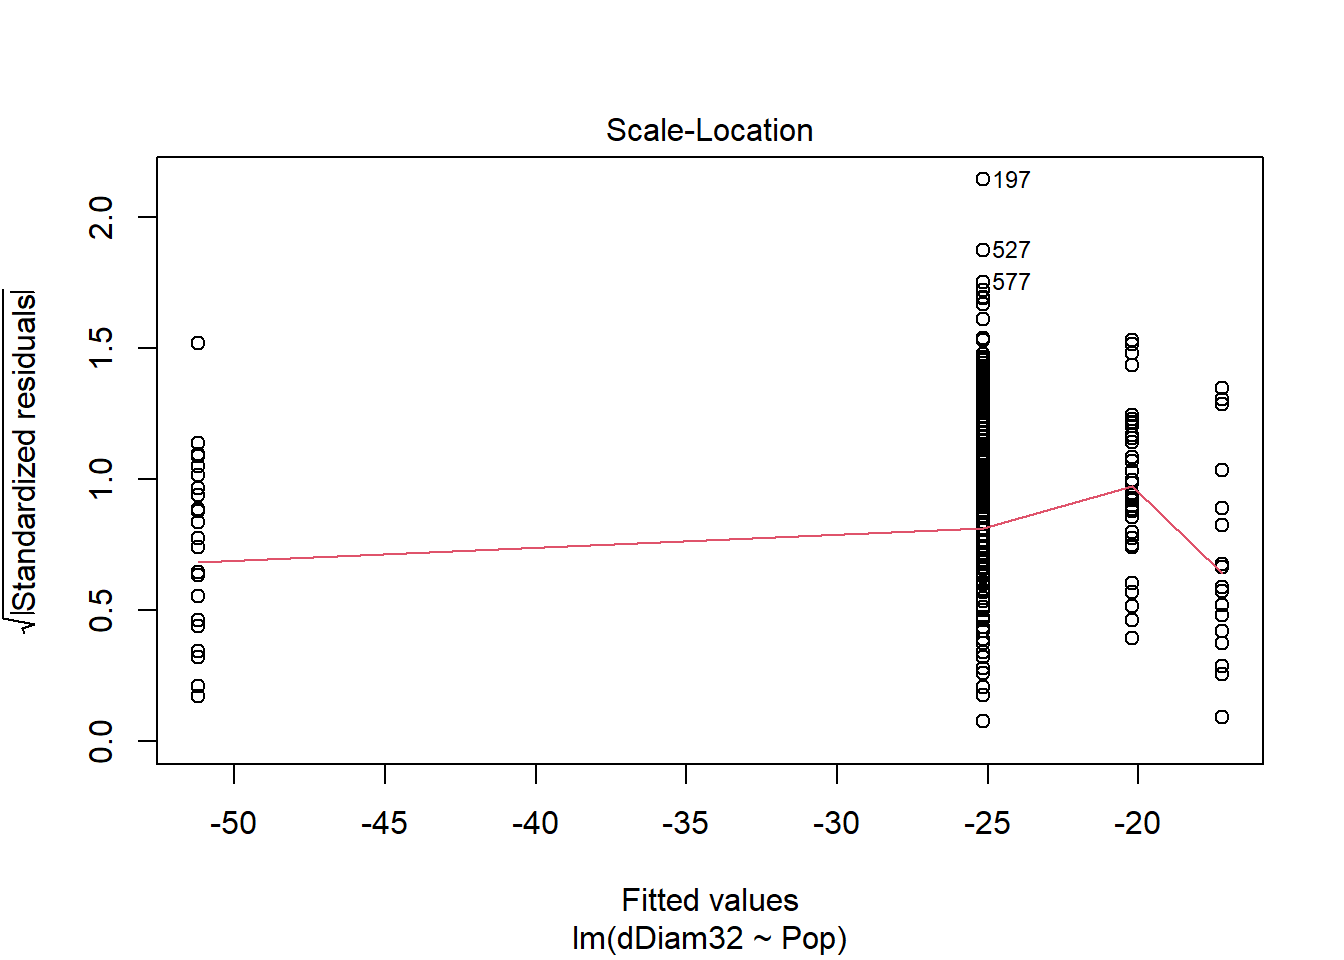 Scale-Location
√|Standardized residuals|
2.0
1.5
1.0
0.5
0.0
197
527
577
-50 -45 -40 -35 -30 -25 -20
Fitted values
lm(dDiam32 ~ Pop)